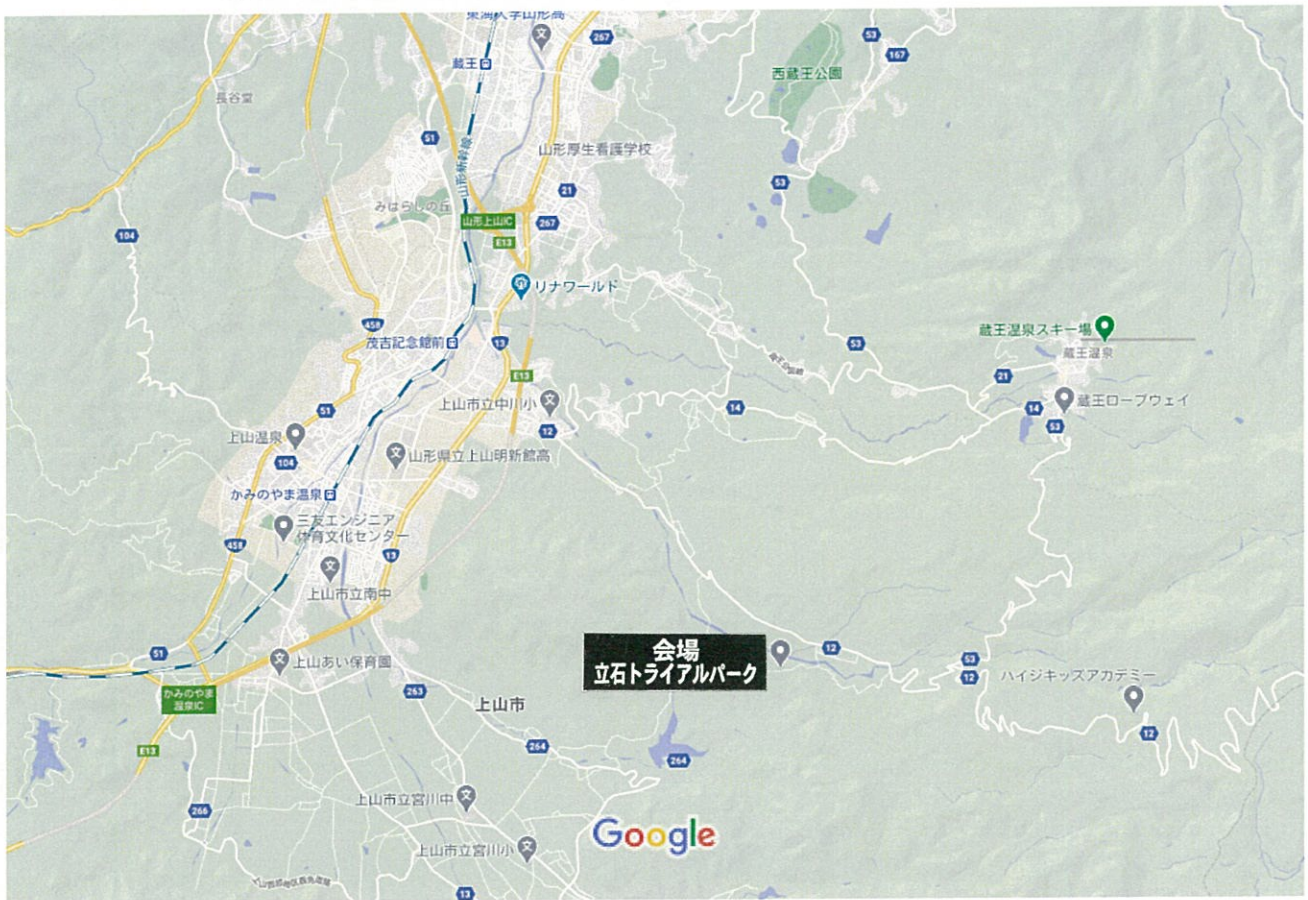 東海大学山形高
267
53
167
蔵王
西蔵王公園
長谷堂
51
山形新幹線
山形厚生看護学校
53
21
みはらしの丘
山形上山IC
267
104
E13
リナワールド
蔵王温泉スキー場
458
53
蔵王温泉
茂吉記念館前
13
E13
21
蔵王ロープウェイ
51
上山市立中川小
14
14
53
上山温泉
12
104
山形県立上山明新館高
かみのやま温泉
三友エンジニア
体育文化センター
458
13
上山市立南中
会場
立石トライアルパーク
12
51
上山あい保育園
53
12
ハイジキッズアカデミー
かみのやま
温泉IC
263
上山市
12
E13
264
264
上山市立宮川中
266
Google
上山市立宮川小
13